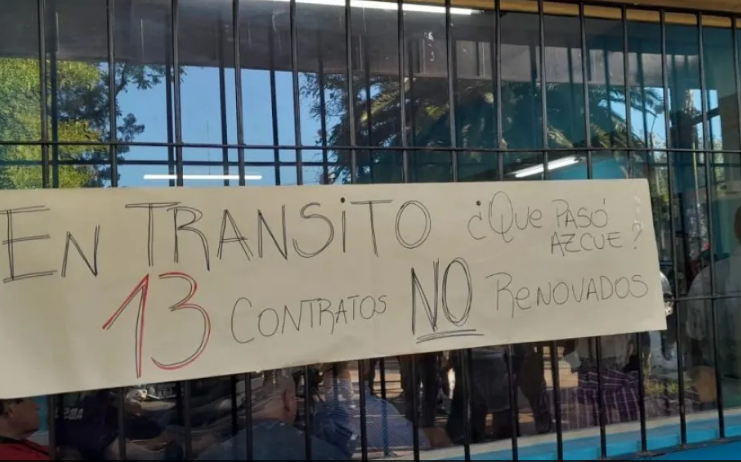 EN TRANSITO ¿QUE PASÓ
AZCUE?
13 CONTRATOS NO RENOVADOS